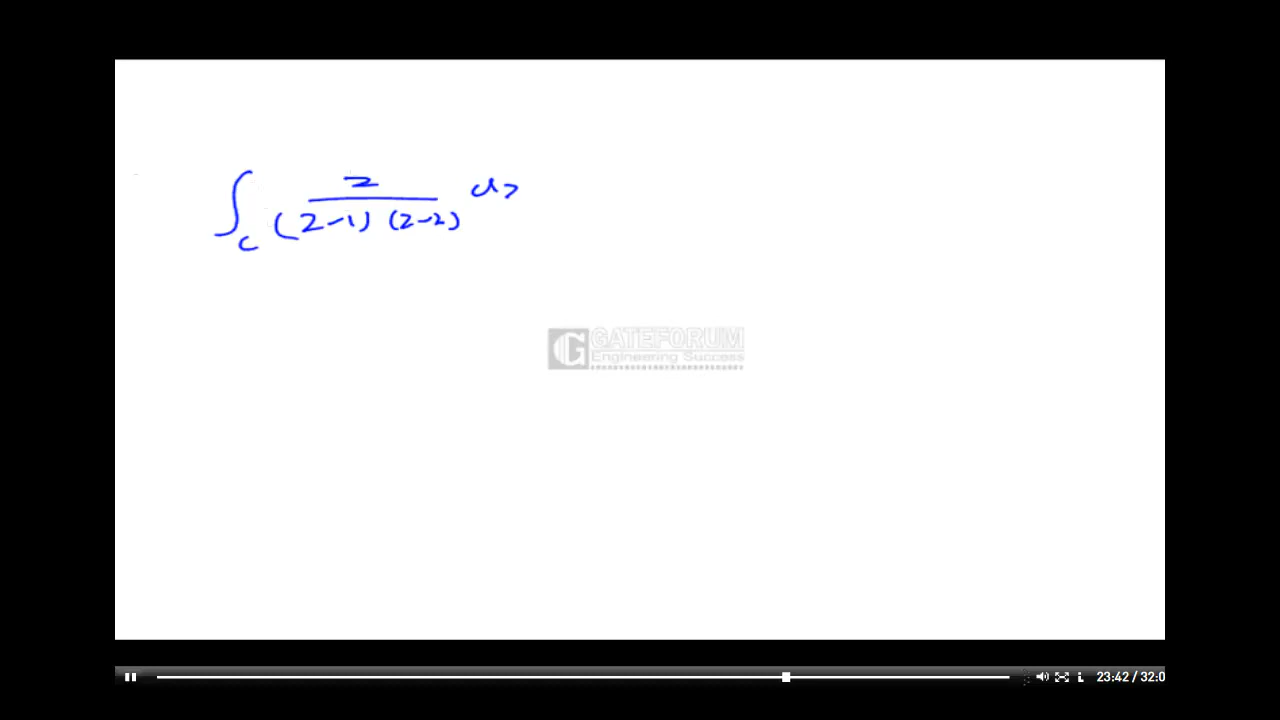 ∫_C z / ((z-1)(z-2)) dz
GATEFORUM
Engineering Success
23:42 / 32:0